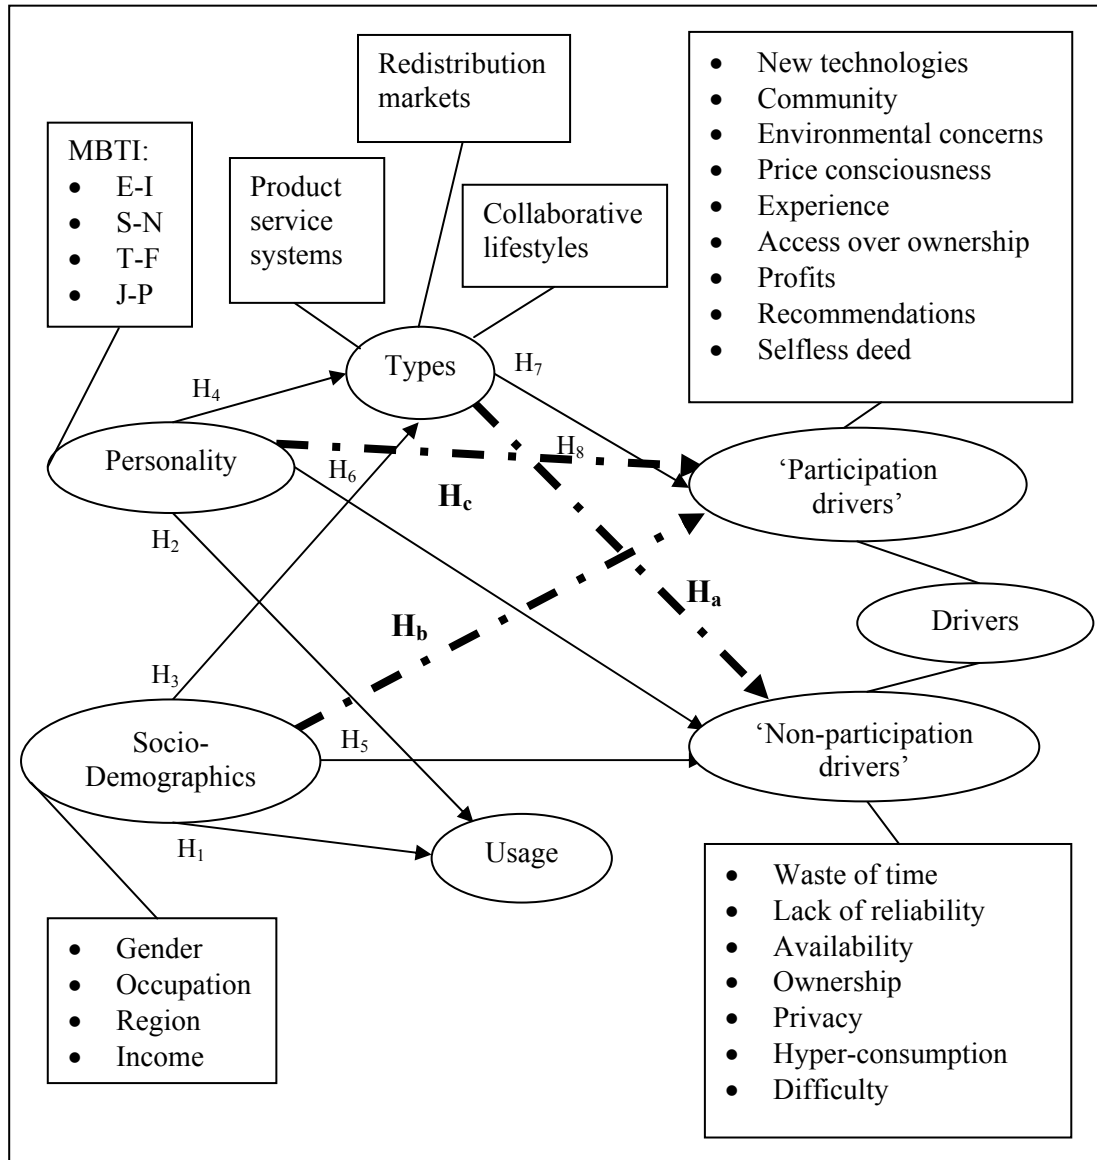 Redistribution
markets
MBTI:
• E-I
• S-N
• T-F
• J-P
Product
service
systems
Collaborative
lifestyles
• New technologies
• Community
• Environmental concerns
• Price consciousness
• Experience
• Access over ownership
• Profits
• Recommendations
• Selfless deed
Types
H7
H4
Personality
H6
H8
Hc
‘Participation
drivers’
H2
Ha
Hb
Drivers
H3
Socio-
Demographics
H5
‘Non-participation
drivers’
H1
Usage
• Gender
• Occupation
• Region
• Income
• Waste of time
• Lack of reliability
• Availability
• Ownership
• Privacy
• Hyper-consumption
• Difficulty